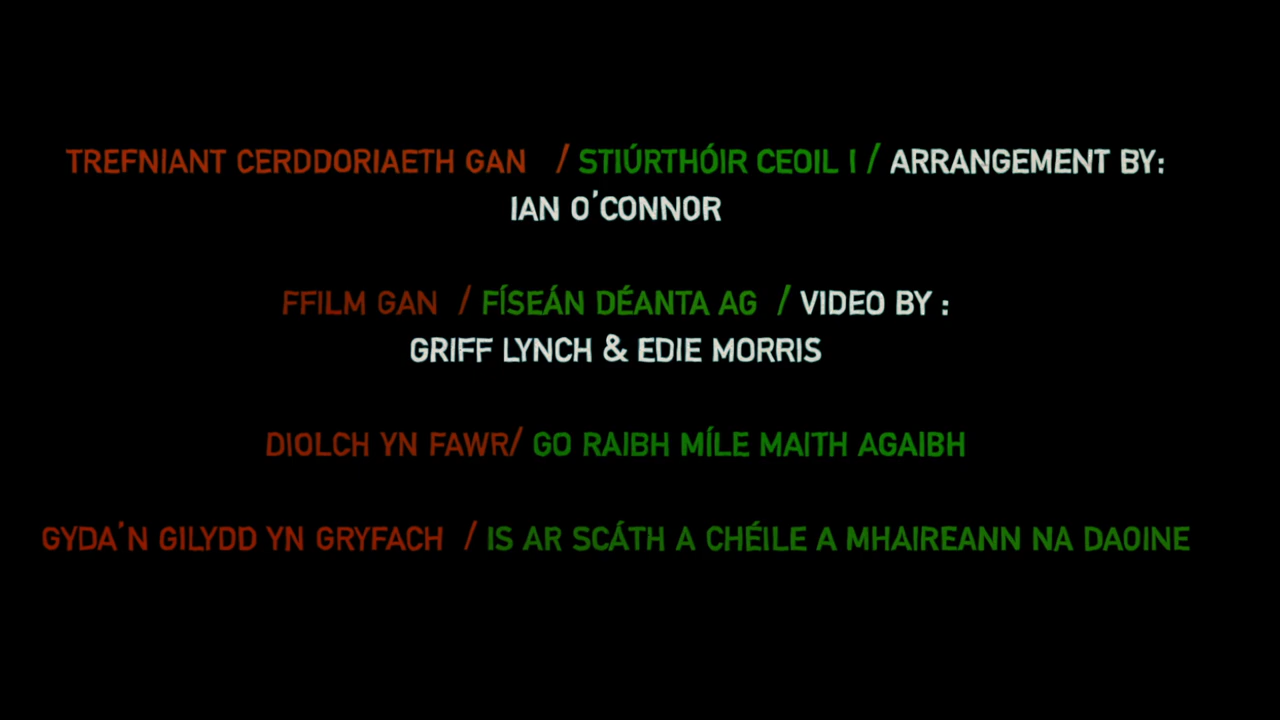 TREFNIANT CERDDORIAETH GAN / STIÚRTHÓIR CEOIL I / ARRANGEMENT BY:
IAN O'CONNOR
FFILM GAN / FÍSEÁN DÉANTA AG / VIDEO BY :
GRIFF LYNCH & EDIE MORRIS
DIOLCH YN FAWR/ GO RAIBH MÍLE MAITH AGAIBH
GYDA'N GILYDD YN GRYFACH / IS AR SCÁTH A CHÉILE A MHAIREANN NA DAOINE